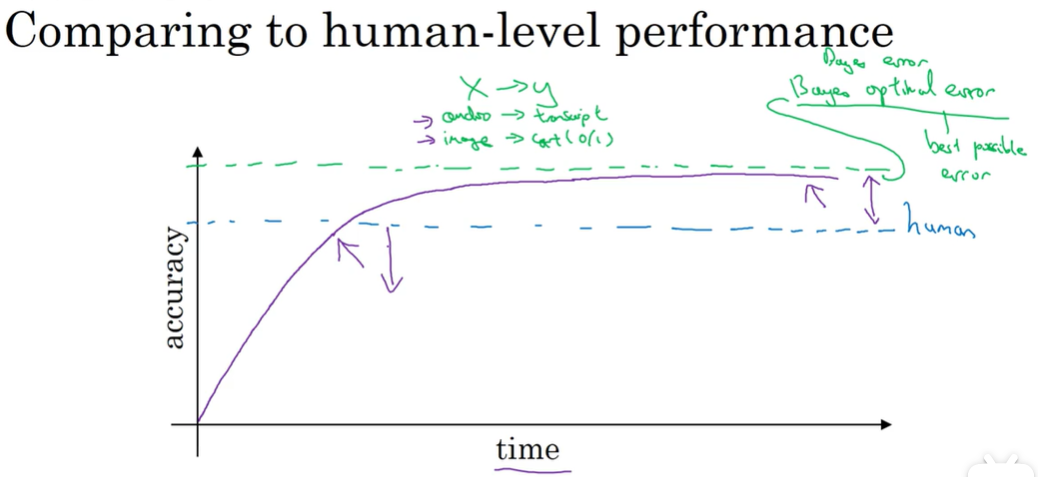 Comparing to human-level performance
Bayes error
Bayes optimal error
best possible
error
x → y
→ audio → transcript
→ image → cat (0/1)
human
accuracy
time